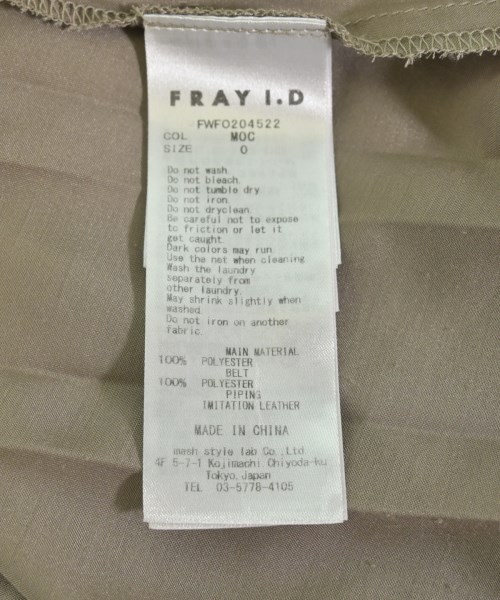 FRAY I.D
FWFO204522
COL MOC
SIZE 0
Do not wash.
Do not bleach.
Do not tumble dry.
Do not iron.
Do not dryclean.
Be careful not to expose
to friction or let it
get caught.
Dark colors may run.
Use the net when cleaning.
Wash the laundry
separately from
other laundry.
May shrink slightly when
washed.
Do not iron on another
fabric.
MAIN MATERIAL
100% POLYESTER
BELT
100% POLYESTER
PIPING
IMITATION LEATHER
MADE IN CHINA
mash style lab Co.,Ltd
4F 5-7-1 Kojimachi Chiyoda-ku
Tokyo,Japan
TEL 03-5778-4105